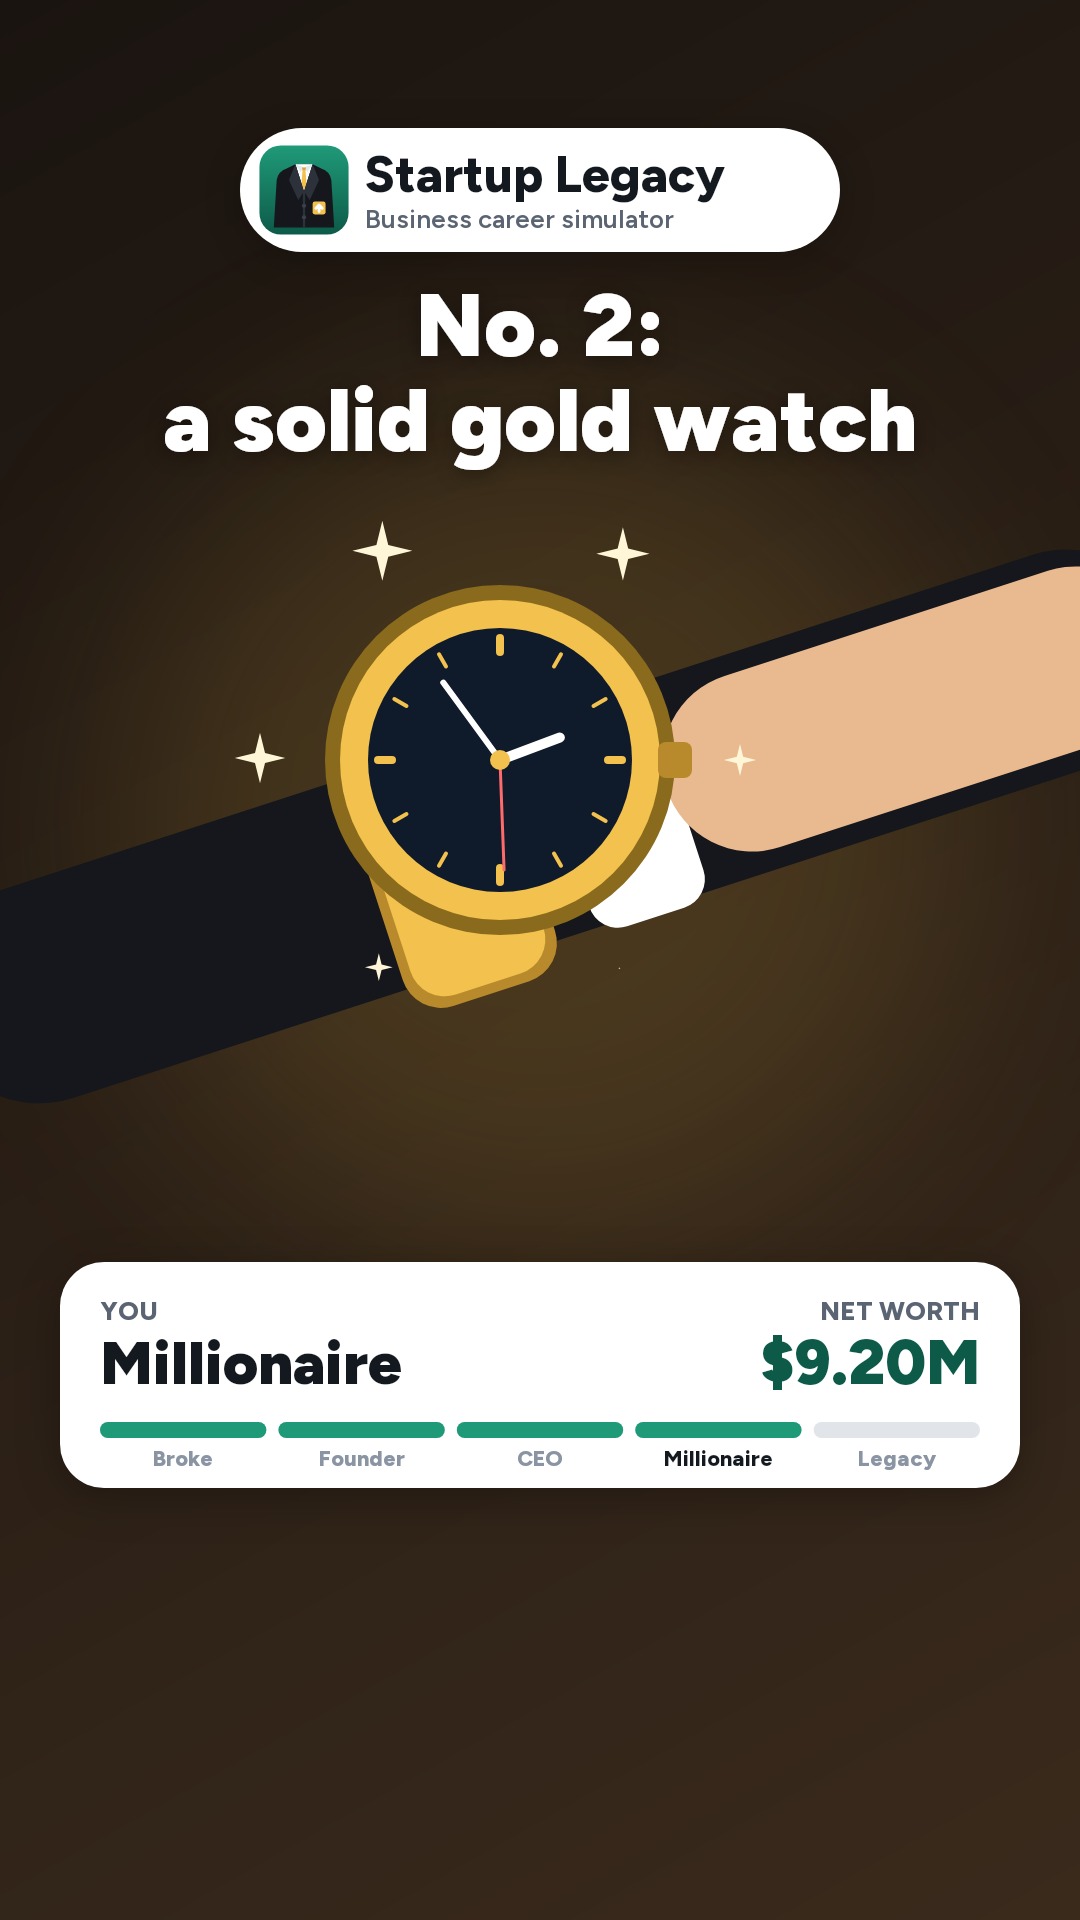 Startup Legacy
Business career simulator
No. 2:
a solid gold watch
YOU
NET WORTH
Millionaire
$9.20M
Broke
Founder
CEO
Millionaire
Legacy